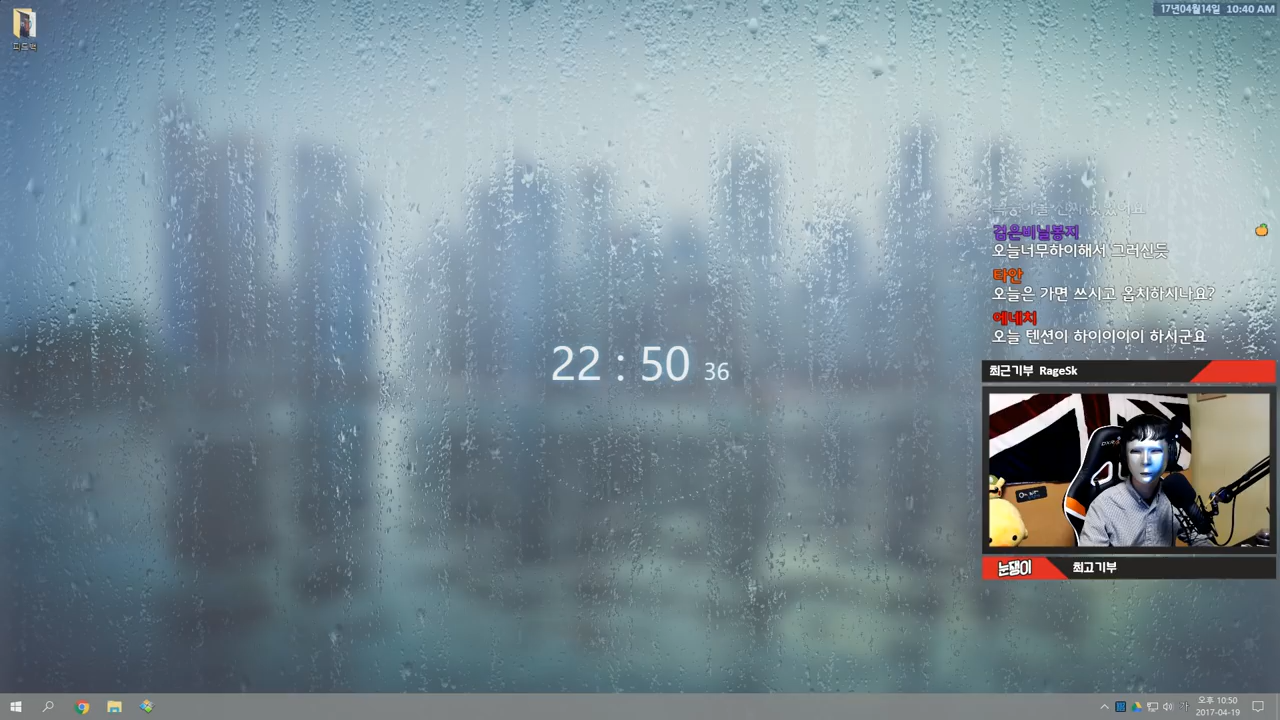 17년04월14일 10:40 AM
피드백
검은비닐봉지
오늘너무하이해서 그러신듯
타안
오늘은 가면 쓰시고 옵치하시나요?
에네치
오늘 텐션이 하이이이이 하시군요
22 : 50 36
최근기부 RageSk
눈쟁이 최고기부
오후 10:50
2017-04-19